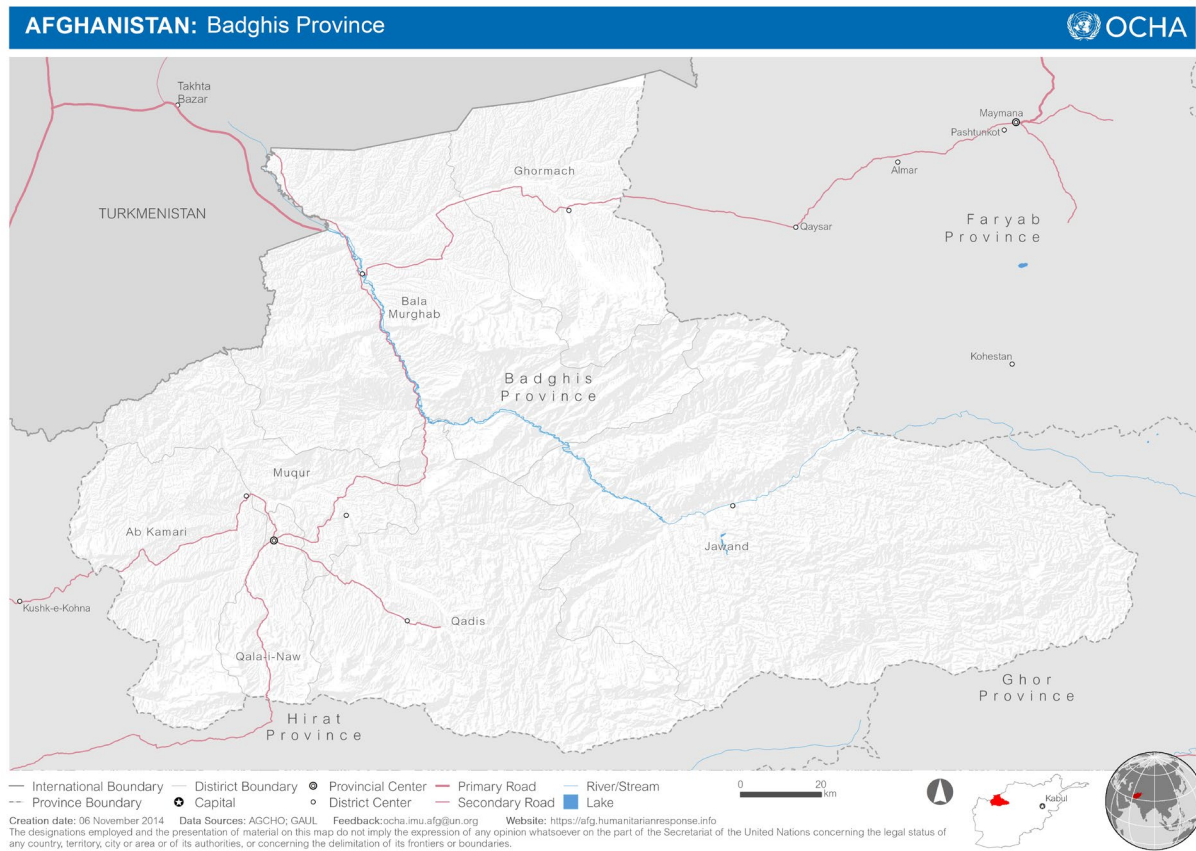 AFGHANISTAN: Badghis Province
OCHA
Takhta
Bazar
Maymana
Pashtunkot
Almar
Ghormach
TURKMENISTAN
Qaysar
Faryab
Province
Bala
Murghab
Kohestan
Badghis
Province
Muqur
Ab Kamari
Jawand
Kushk-e-Kohna
Qadis
Qala-i-Naw
Ghor
Province
Hirat
Province
International Boundary
District Boundary
Provincial Center
Primary Road
River/Stream
Province Boundary
Capital
District Center
Secondary Road
Lake
0 20
km
Kabul
Creation date: 06 November 2014 Data Sources: AGCHO; GAUL Feedback:ocha.imu.afg@un.org Website: https://afg.humanitarianresponse.info
The designations employed and the presentation of material on this map do not imply the expression of any opinion whatsoever on the part of the Secretariat of the United Nations concerning the legal status of
any country, territory, city or area or of its authorities, or concerning the delimitation of its frontiers or boundaries.